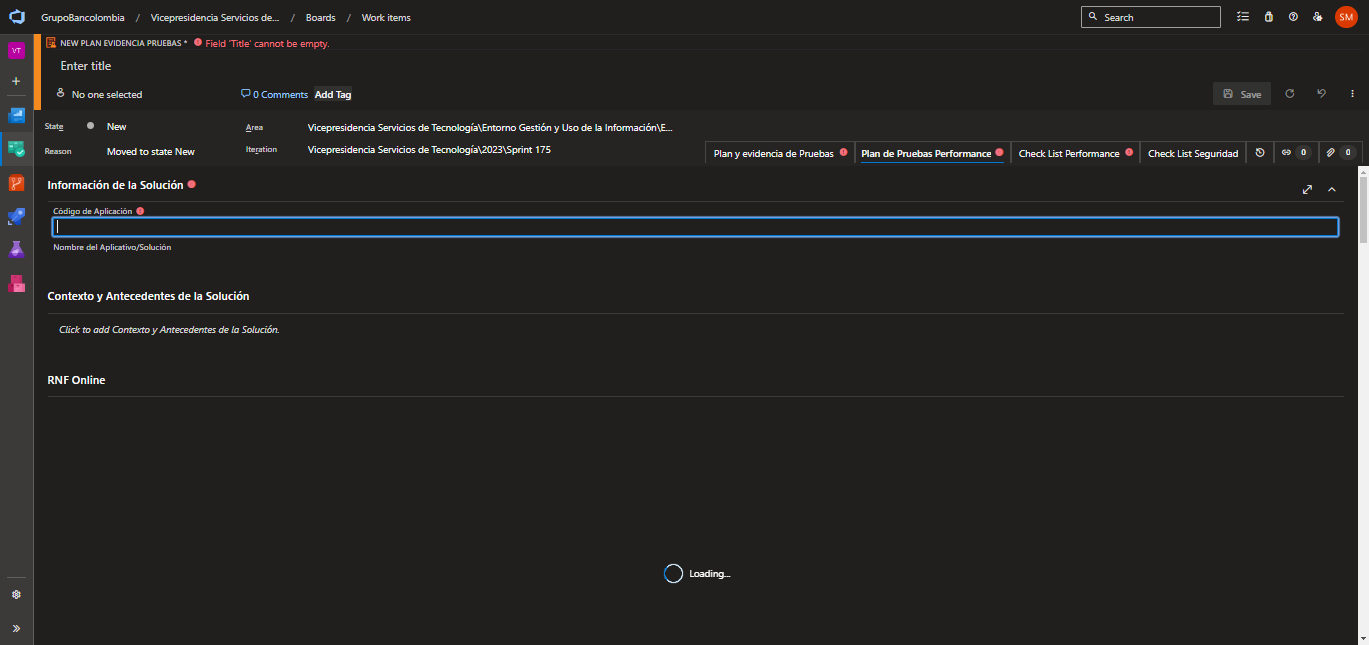 GrupoBancolombia / Vicepresidencia Servicios de... / Boards / Work items
Search
SM
VT
NEW PLAN EVIDENCIA PRUEBAS * Field 'Title' cannot be empty.
Enter title
No one selected
0 Comments
Add Tag
Save
State
New
Area
Vicepresidencia Servicios de Tecnología\Entorno Gestión y Uso de la Información\E...
Reason
Moved to state New
Iteration
Vicepresidencia Servicios de Tecnología\2023\Sprint 175
Plan y evidencia de Pruebas
Plan de Pruebas Performance
Check List Performance
Check List Seguridad
0
0
Información de la Solución
Código de Aplicación
Nombre del Aplicativo/Solución
Contexto y Antecedentes de la Solución
Click to add Contexto y Antecedentes de la Solución.
RNF Online
Loading...